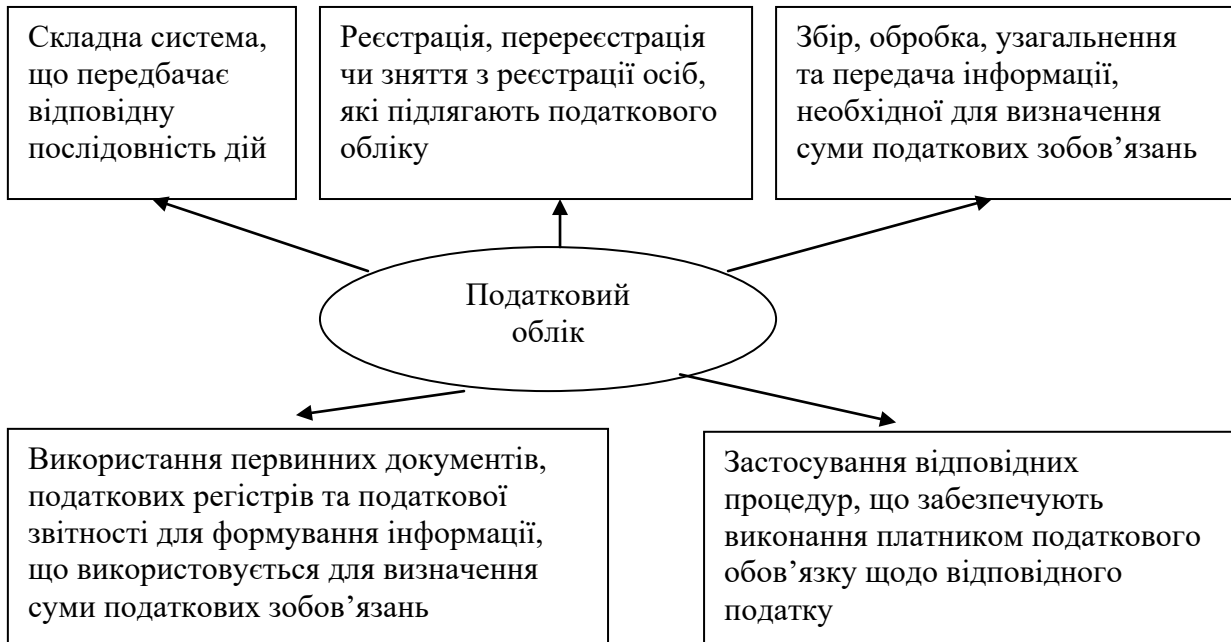 Складна система,
що передбачає
відповідну
послідовність дій
Реєстрація, перереєстрація
чи зняття з реєстрації осіб,
які підлягають податкового
обліку
Збір, обробка, узагальнення
та передача інформації,
необхідної для визначення
суми податкових зобов’язань
Податковий
облік
Використання первинних документів,
податкових регістрів та податкової
звітності для формування інформації,
що використовується для визначення
суми податкових зобов’язань
Застосування відповідних
процедур, що забезпечують
виконання платником податкового
обов’язку щодо відповідного
податку